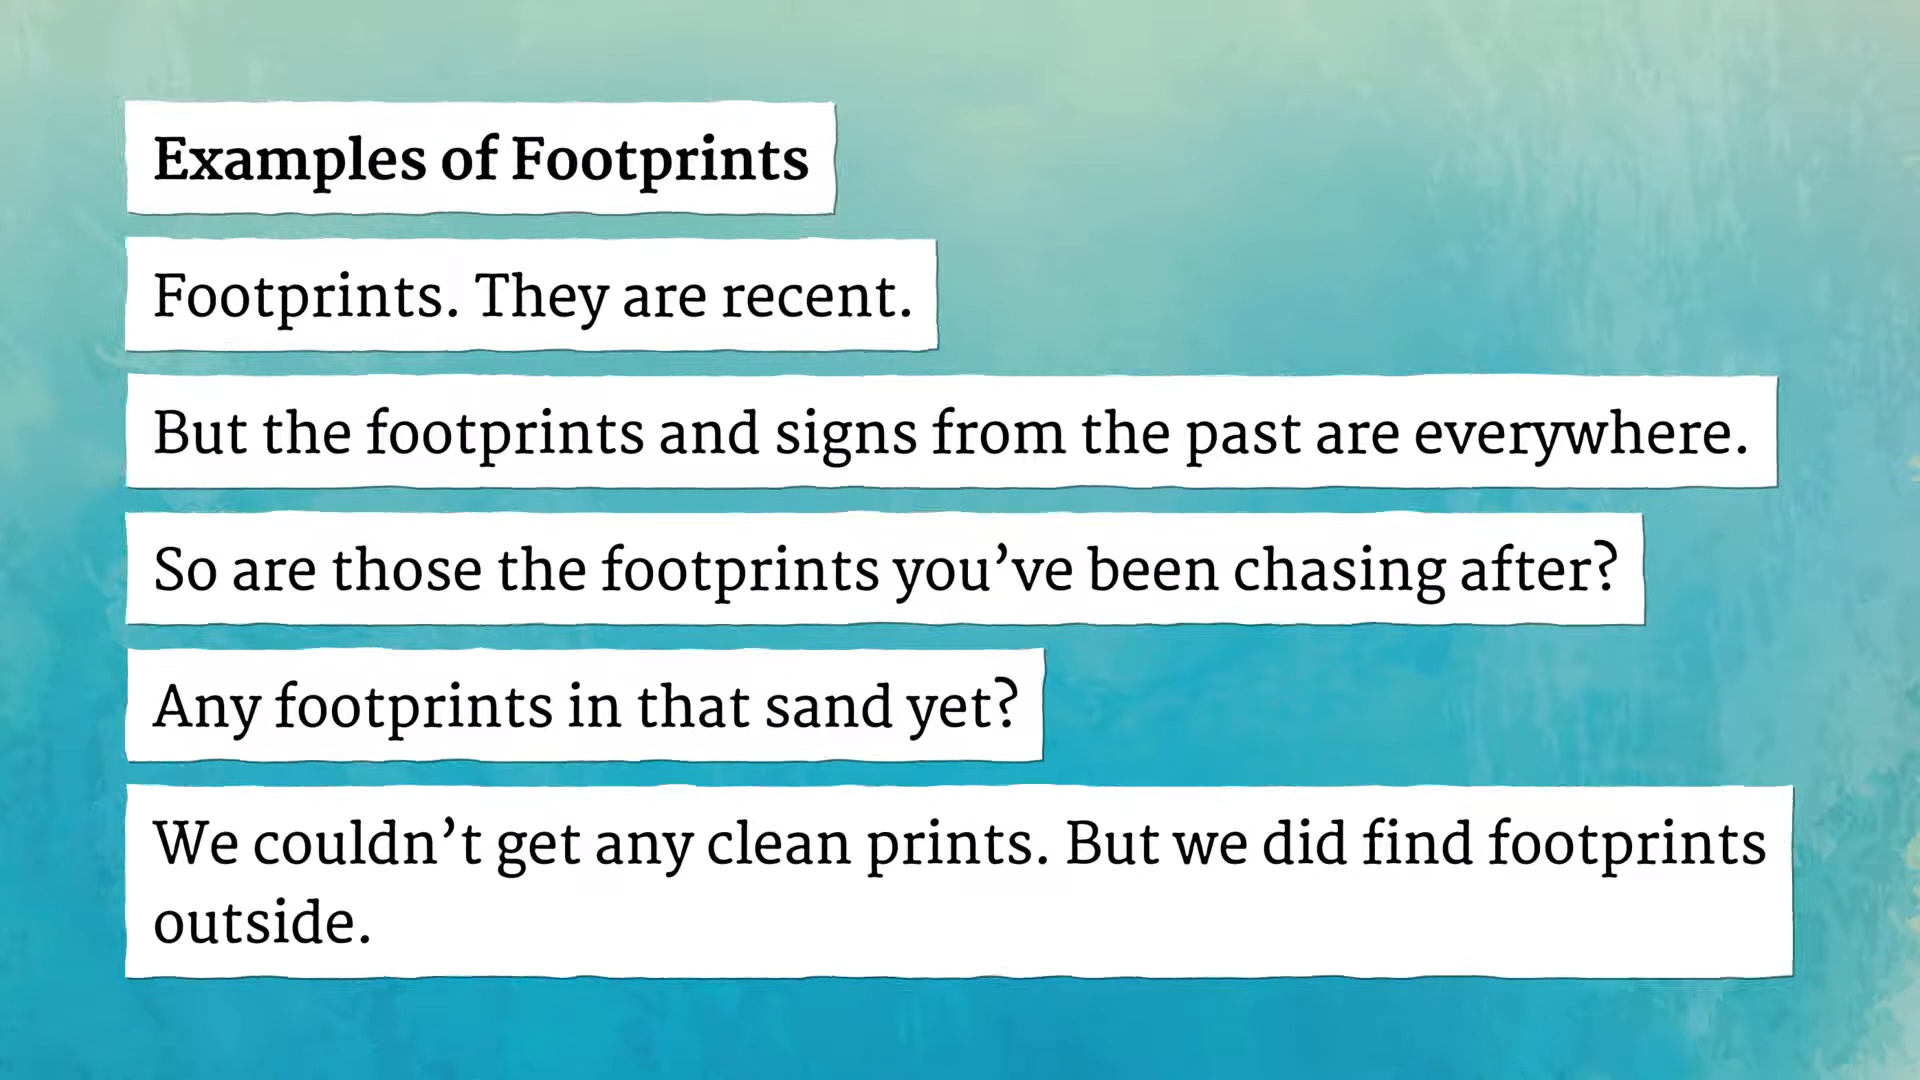 Examples of Footprints
Footprints. They are recent.
But the footprints and signs from the past are everywhere.
So are those the footprints you’ve been chasing after?
Any footprints in that sand yet?
We couldn’t get any clean prints. But we did find footprints
outside.